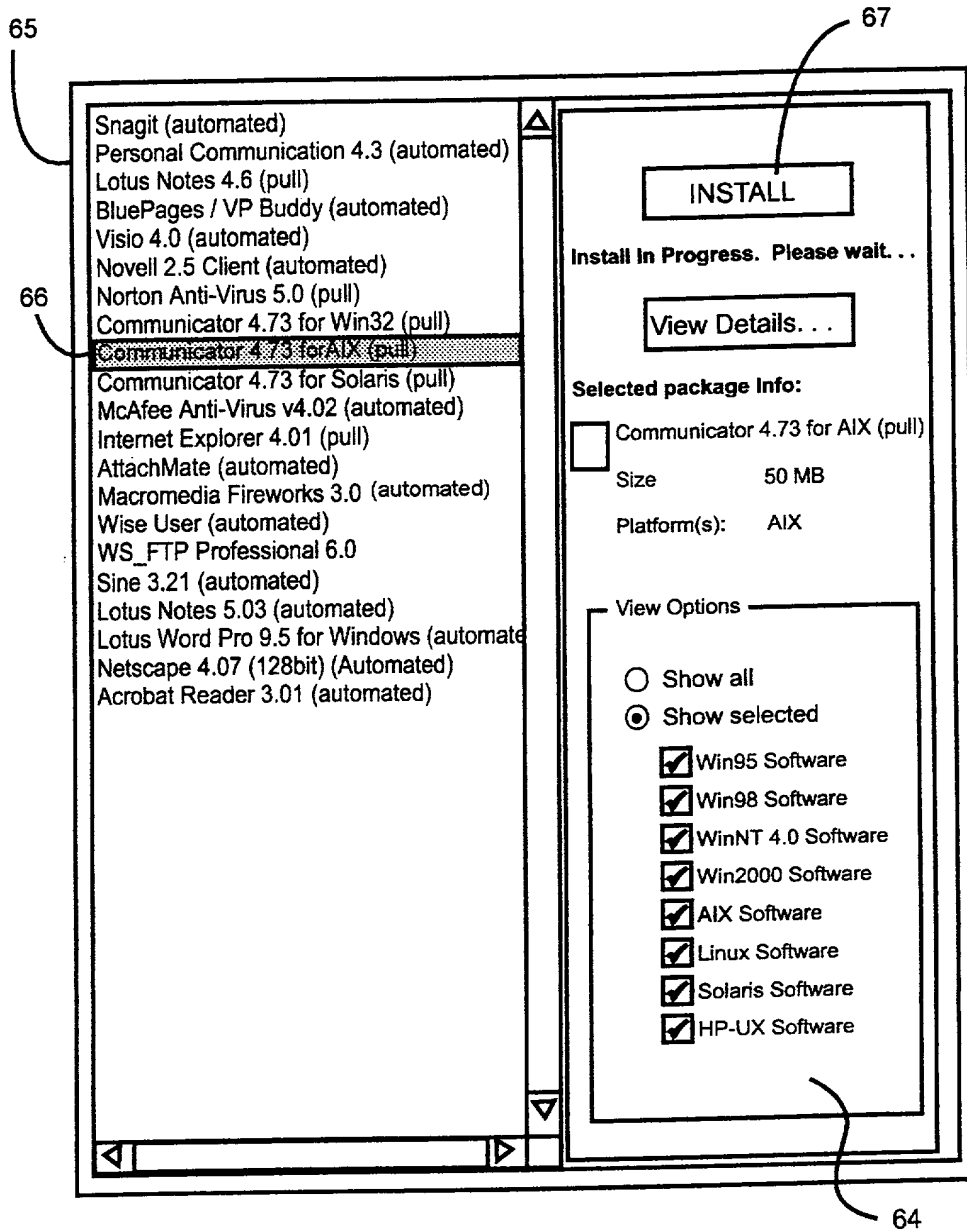 65
67
Snagit (automated)
Personal Communication 4.3 (automated)
Lotus Notes 4.6 (pull)
BluePages / VP Buddy (automated)
Visio 4.0 (automated)
Novell 2.5 Client (automated)
Norton Anti-Virus 5.0 (pull)
66
Communicator 4.73 for Win32 (pull)
Communicator 4.73 forAIX (pull)
Communicator 4.73 for Solaris (pull)
McAfee Anti-Virus v4.02 (automated)
Internet Explorer 4.01 (pull)
AttachMate (automated)
Macromedia Fireworks 3.0 (automated)
Wise User (automated)
WS_FTP Professional 6.0
Sine 3.21 (automated)
Lotus Notes 5.03 (automated)
Lotus Word Pro 9.5 for Windows (automate
Netscape 4.07 (128bit) (Automated)
Acrobat Reader 3.01 (automated)
INSTALL
Install In Progress. Please wait. . .
View Details. . .
Selected package Info:
Communicator 4.73 for AIX (pull)
Size 50 MB
Platform(s): AIX
View Options
Show all
Show selected
Win95 Software
Win98 Software
WinNT 4.0 Software
Win2000 Software
AIX Software
Linux Software
Solaris Software
HP-UX Software
64